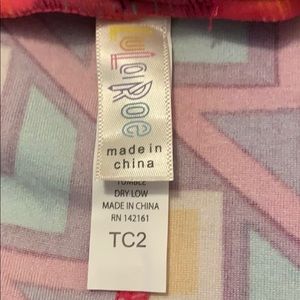 LuLaRoe
made in
china
TUMBLE
DRY LOW
MADE IN CHINA
RN 142161
TC2